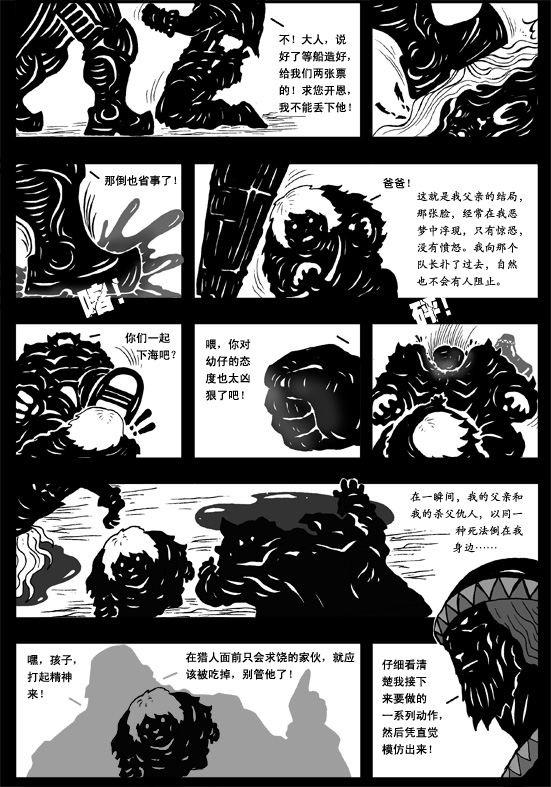 不！大人，说
好了等船造好，
给我们两张票
的！求您开恩，
我不能丢下他！
那倒也省事了！
爸爸！
这就是我父亲的结局，
那张脸，经常在我恶
梦中浮现，只有惊恐，
没有愤怒。我向那个
队长扑了过去，自然
也不会有人阻止。
砰！
你们一起
下海吧？
喂，你对
幼仔的态
度也太凶
狠了吧！
在一瞬间，我的父亲和
我的杀父仇人，以同一
种死法倒在我
身边……
嘿，孩子，
打起精神
来！
在猎人面前只会求饶的家伙，就应
该被吃掉，别管他了！
仔细看清
楚我接下
来要做的
一系列动作，
然后凭直觉
模仿出来！